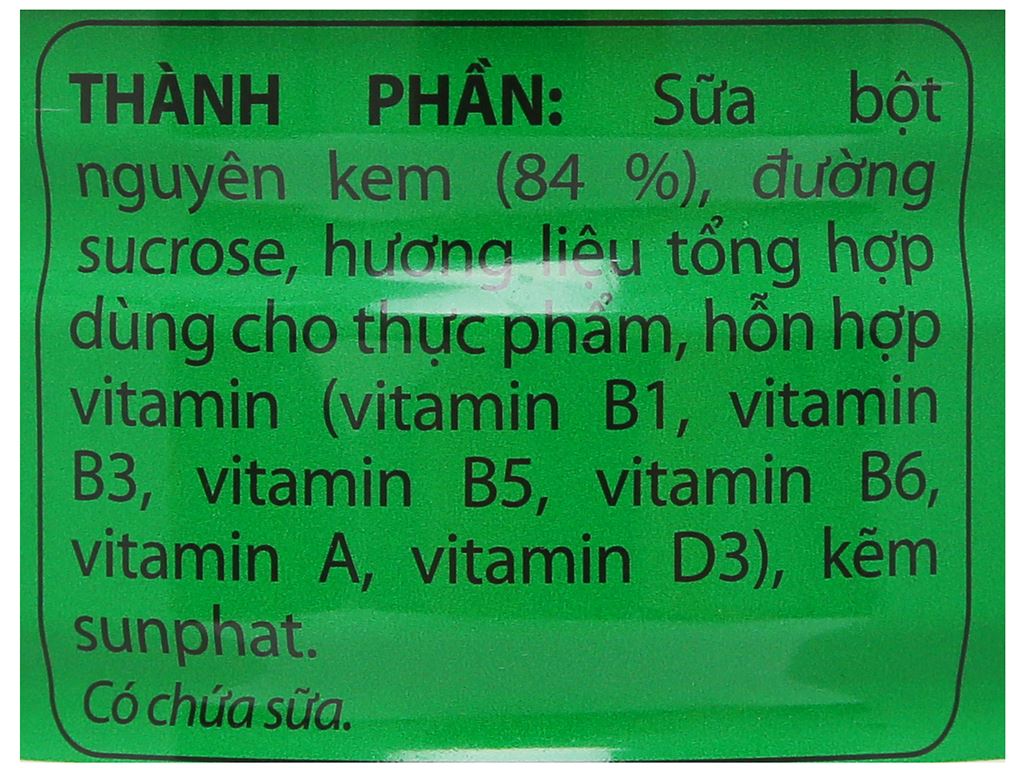 THÀNH PHẦN: Sữa bột
nguyên kem (84 %), đường
sucrose, hương liệu tổng hợp
dùng cho thực phẩm, hỗn hợp
vitamin (vitamin B1, vitamin
B3, vitamin B5, vitamin B6,
vitamin A, vitamin D3), kẽm
sunphat.
Có chứa sữa.